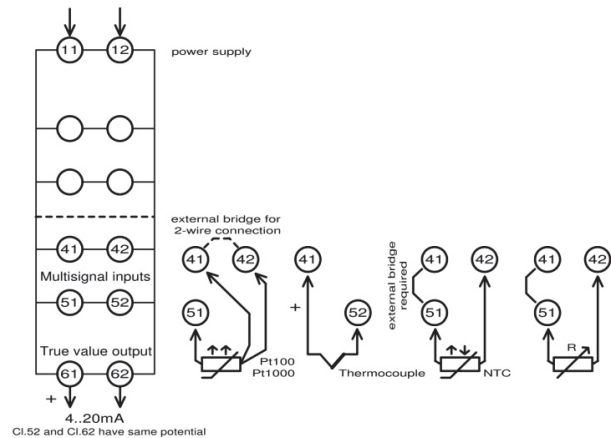 11 12 power supply
external bridge for
2-wire connection
41 42 41 42 41 42 41 42
Multisignal inputs
external bridge
required
51 52 51 52 51 51
+
True value output
Pt100
Pt1000
Thermocouple
NTC
R
61 62
+
4..20mA
Cl.52 and Cl.62 have same potential